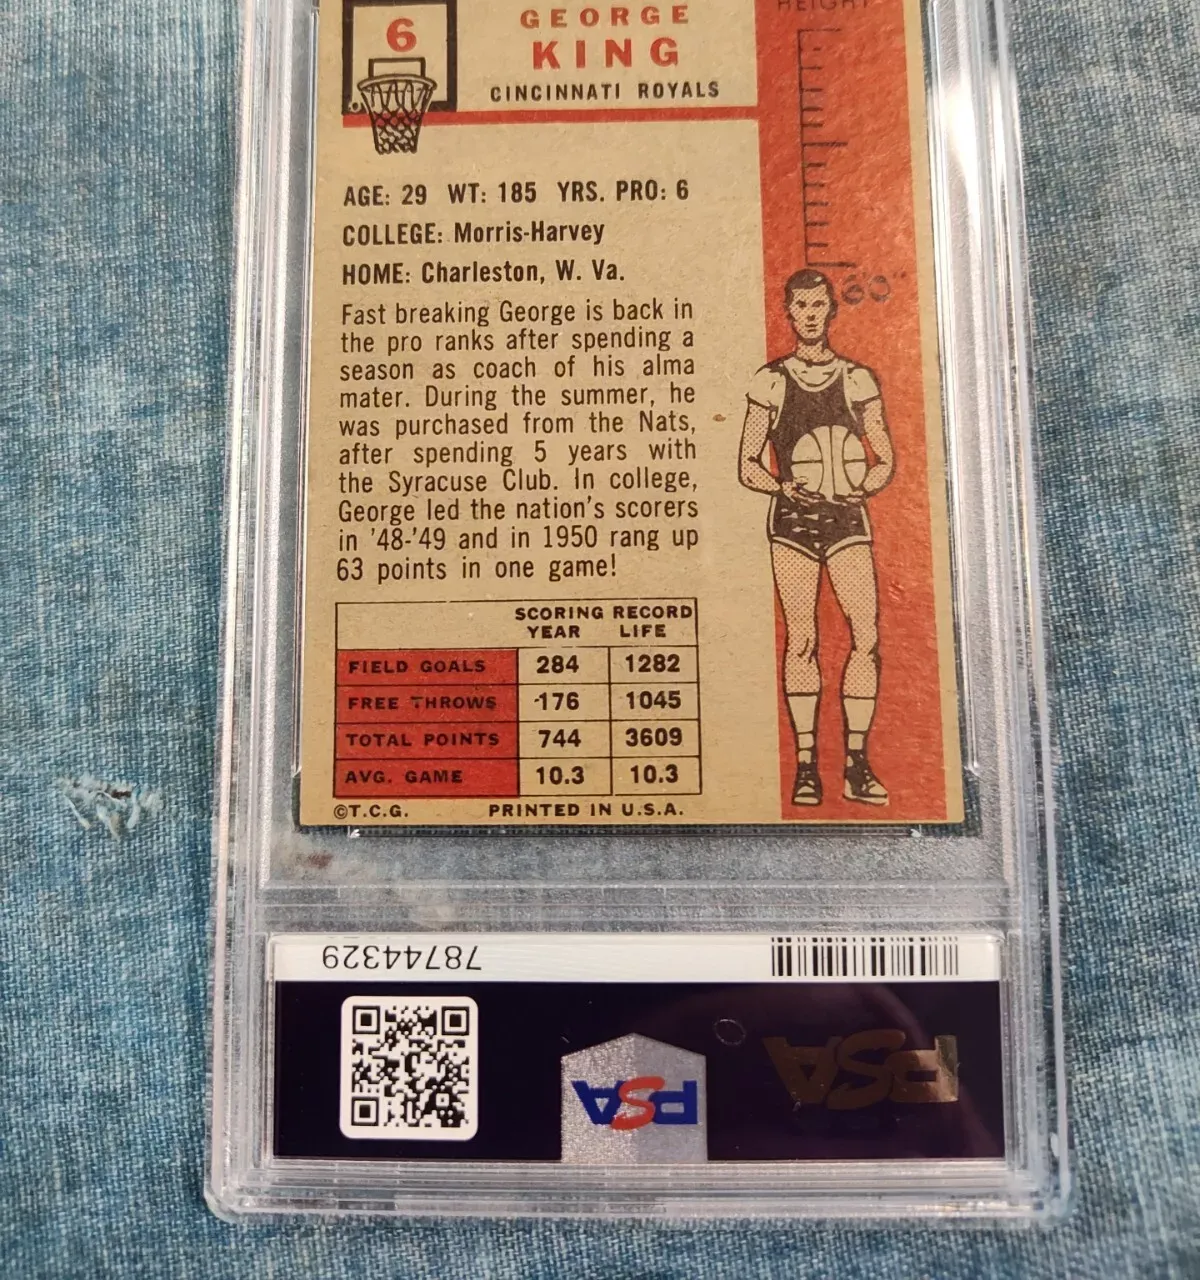 6
GEORGE
KING
CINCINNATI ROYALS
HEIGHT
6'0"
AGE: 29 WT: 185 YRS. PRO: 6
COLLEGE: Morris-Harvey
HOME: Charleston, W. Va.
Fast breaking George is back in
the pro ranks after spending a
season as coach of his alma
mater. During the summer, he
was purchased from the Nats,
after spending 5 years with
the Syracuse Club. In college,
George led the nation's scorers
in '48-'49 and in 1950 rang up
63 points in one game!
SCORING RECORD
YEAR LIFE
FIELD GOALS 284 1282
FREE THROWS 176 1045
TOTAL POINTS 744 3609
AVG. GAME 10.3 10.3
©T.C.G. PRINTED IN U.S.A.
78744329
PSA
PSA